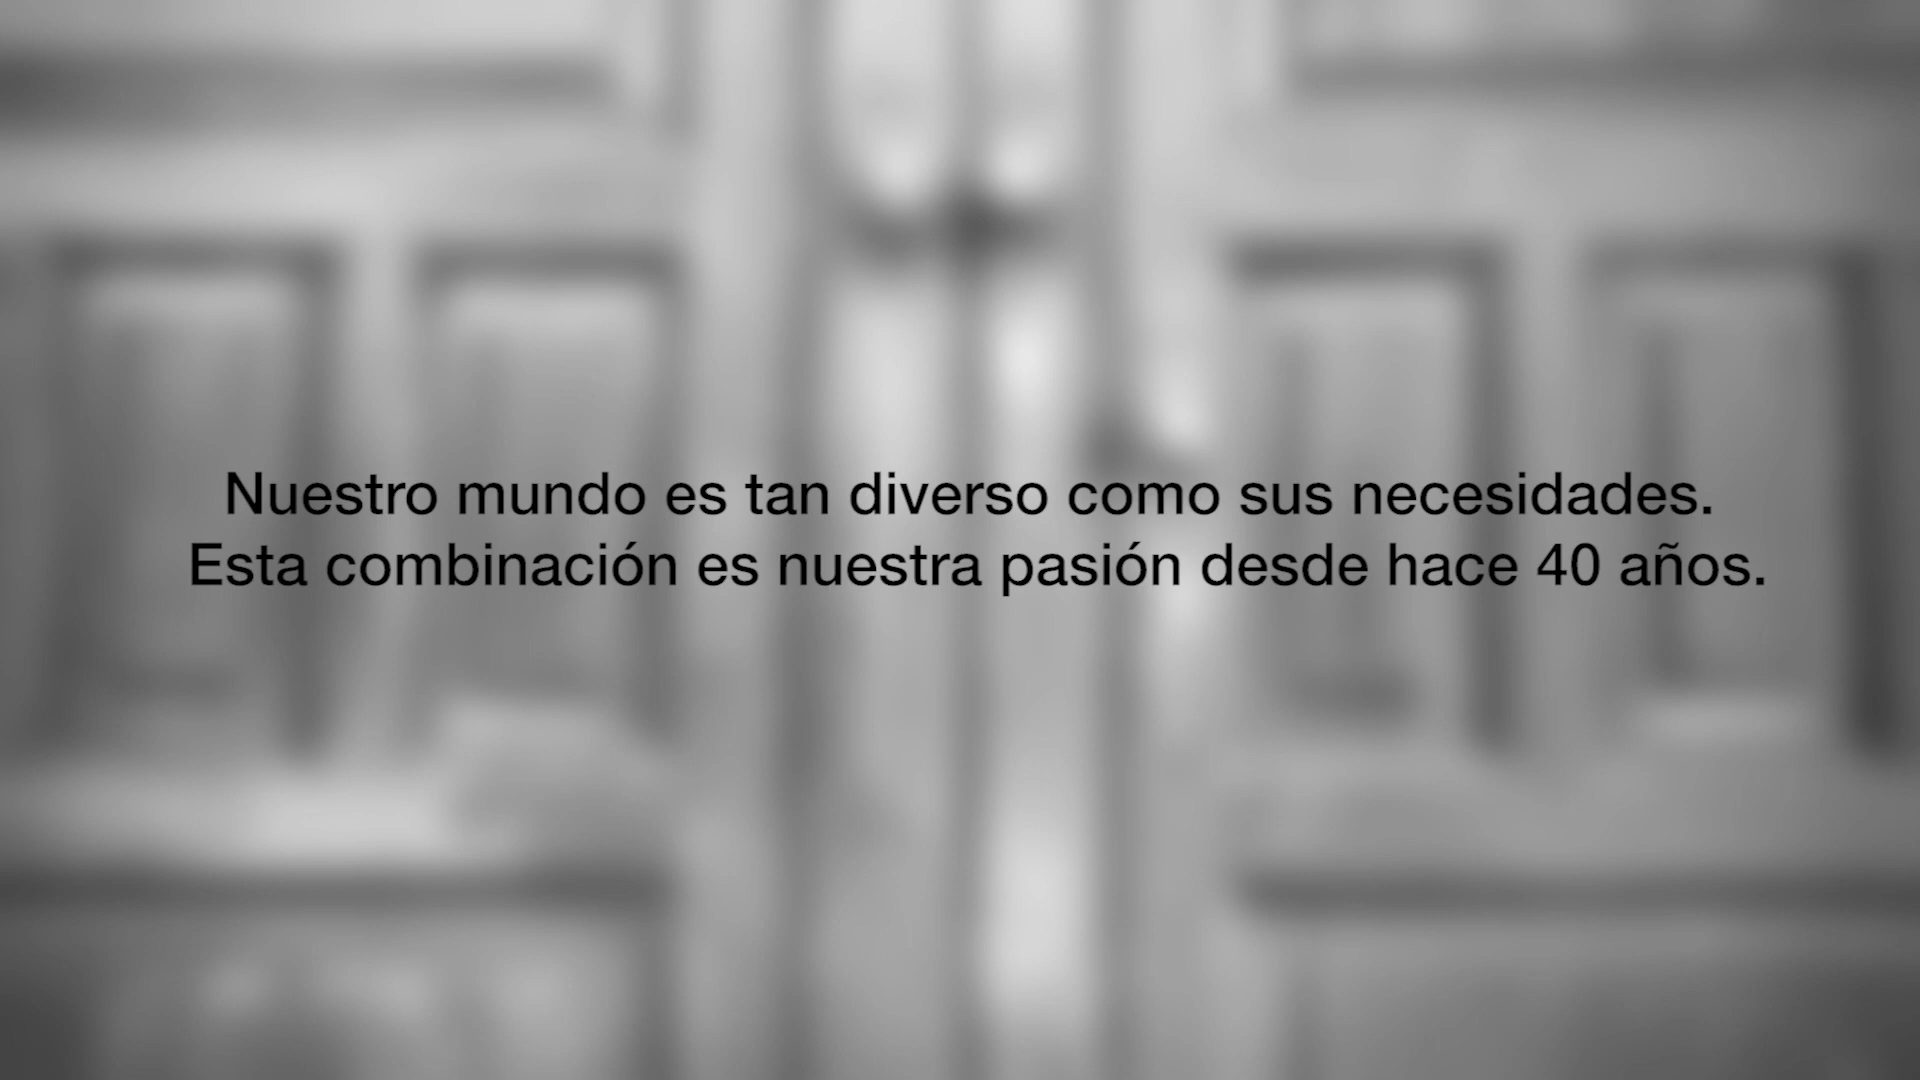 Nuestro mundo es tan diverso como sus necesidades.
Esta combinación es nuestra pasión desde hace 40 años.